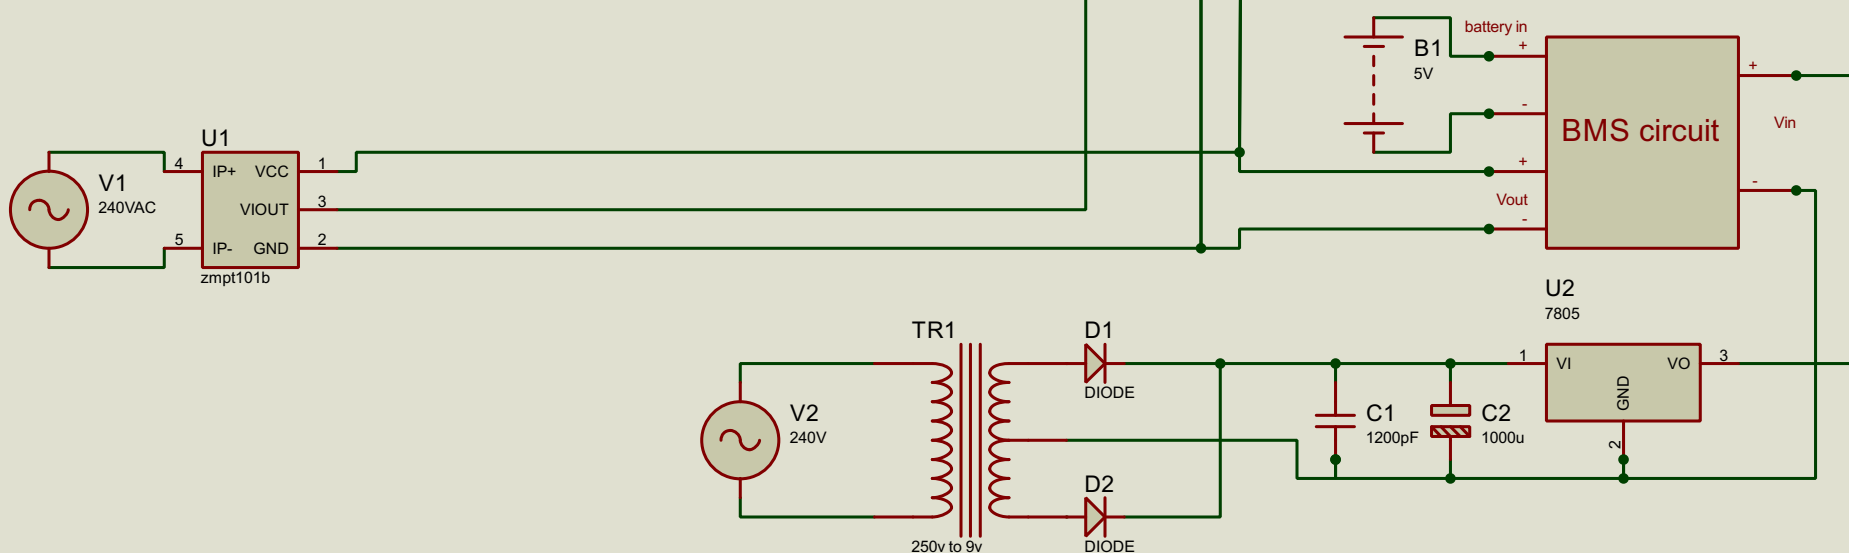 battery in
+
B1
5V
-
+
BMS circuit
Vin
-
+
Vout
-
U1
4
IP+
VCC
1
V1
240VAC
VIOUT
3
5
IP-
GND
2
zmpt101b
U2
7805
TR1
D1
DIODE
1
VI
VO
3
GND
2
V2
240V
C1
1200pF
C2
1000u
D2
DIODE
250v to 9v